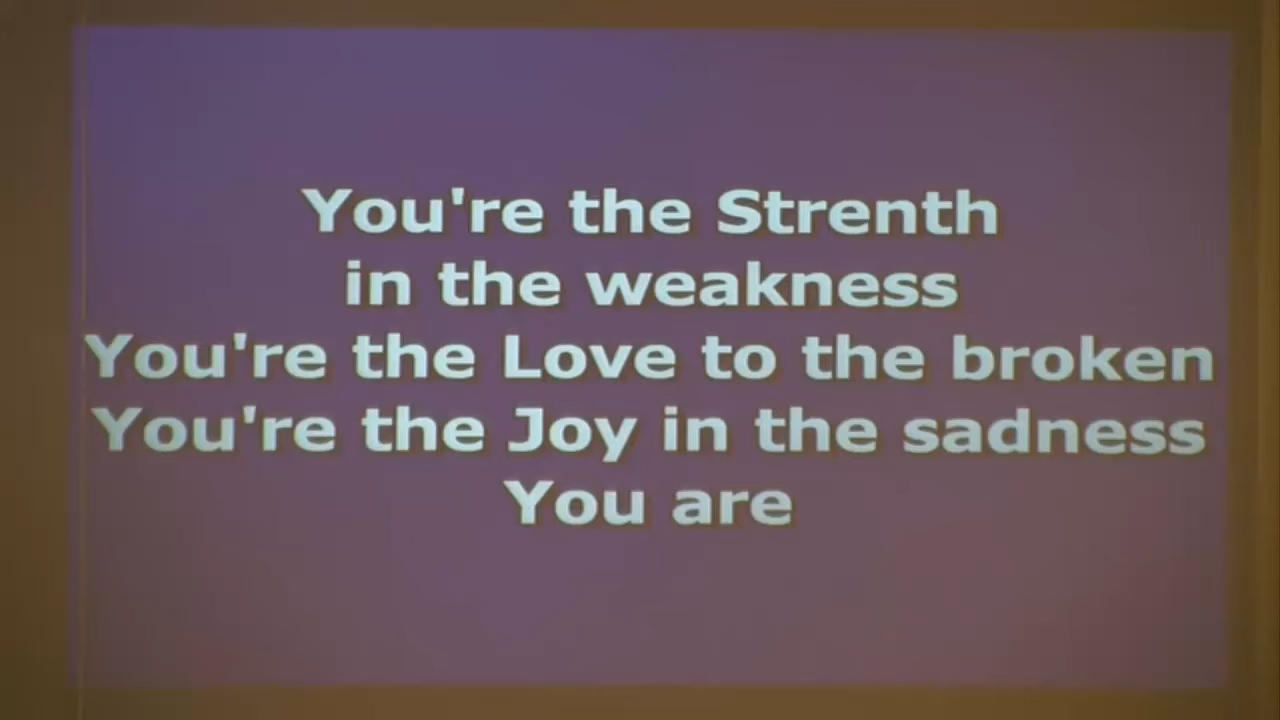 You're the Strenth
in the weakness
You're the Love to the broken
You're the Joy in the sadness
You are